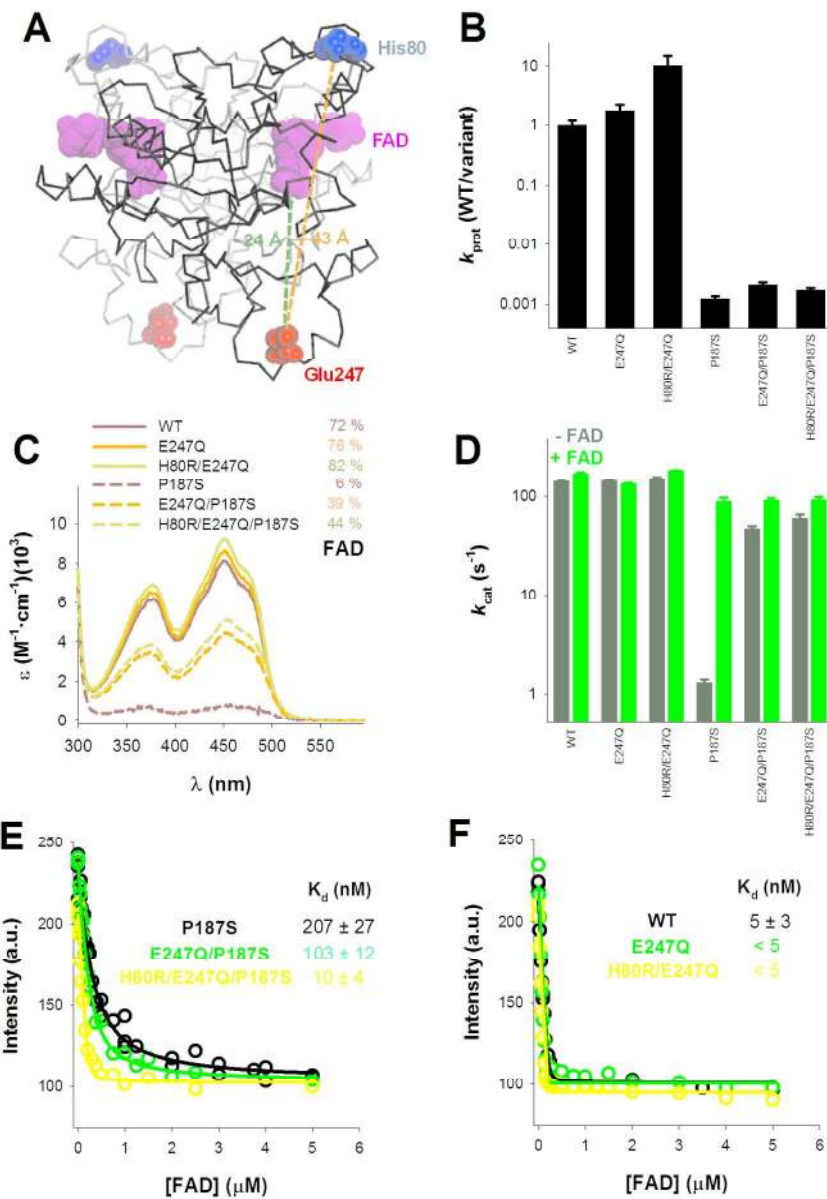 A
His80
FAD
24 Å
43 Å
Glu247
B
k_prot (WT/variant)
10
1
0.1
0.01
0.001
WT
E247Q
H80R/E247Q
P187S
E247Q/P187S
H80R/E247Q/P187S
C
WT 72 %
E247Q 76 %
H80R/E247Q 82 %
P187S 6 %
E247Q/P187S 39 %
H80R/E247Q/P187S 44 %
FAD
ε (M⁻¹·cm⁻¹)(10³)
10
8
6
4
2
0
300 350 400 450 500 550
λ (nm)
D
- FAD
+ FAD
k_cat (s⁻¹)
100
10
1
WT
E247Q
H80R/E247Q
P187S
E247Q/P187S
H80R/E247Q/P187S
E
K_d (nM)
P187S 207 ± 27
E247Q/P187S 103 ± 12
H80R/E247Q/P187S 10 ± 4
Intensity (a.u.)
250
200
150
100
0 1 2 3 4 5 6
[FAD] (μM)
F
K_d (nM)
WT 5 ± 3
E247Q < 5
H80R/E247Q < 5
Intensity (a.u.)
250
200
150
100
0 1 2 3 4 5 6
[FAD] (μM)